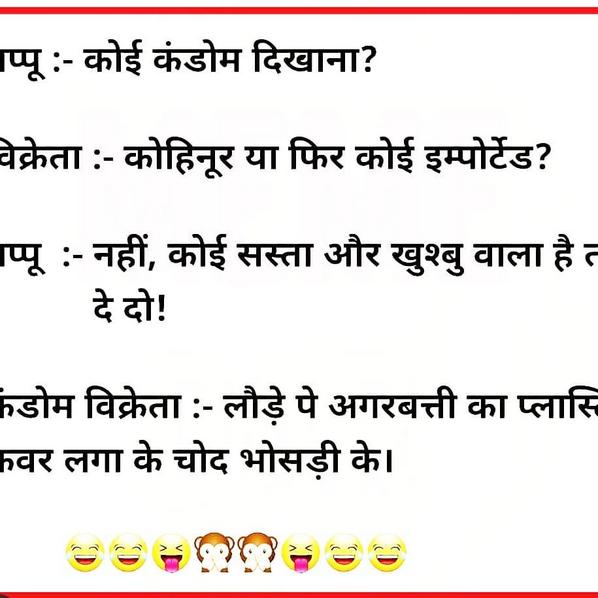 प्पू :- कोई कंडोम दिखाना?
विक्रेता :- कोहिनूर या फिर कोई इम्पोर्टेड?
प्पू :- नहीं, कोई सस्ता और खुश्बु वाला है त
दे दो!
कंडोम विक्रेता :- लौड़े पे अगरबत्ती का प्लास्टि
कवर लगा के चोद भोसड़ी के।